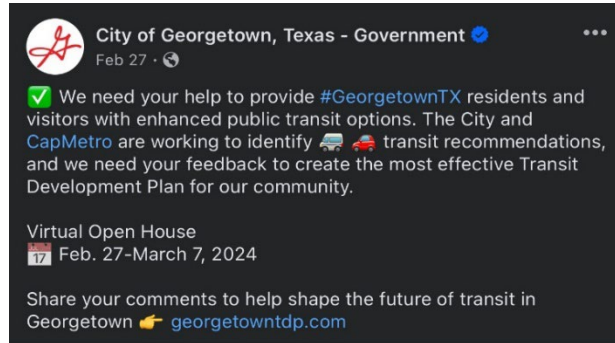 City of Georgetown, Texas - Government
Feb 27 ·
✅ We need your help to provide #GeorgetownTX residents and
visitors with enhanced public transit options. The City and
CapMetro are working to identify 🚐 🚗 transit recommendations,
and we need your feedback to create the most effective Transit
Development Plan for our community.
Virtual Open House
📅 Feb. 27-March 7, 2024
Share your comments to help shape the future of transit in
Georgetown 👉 georgetowntdp.com